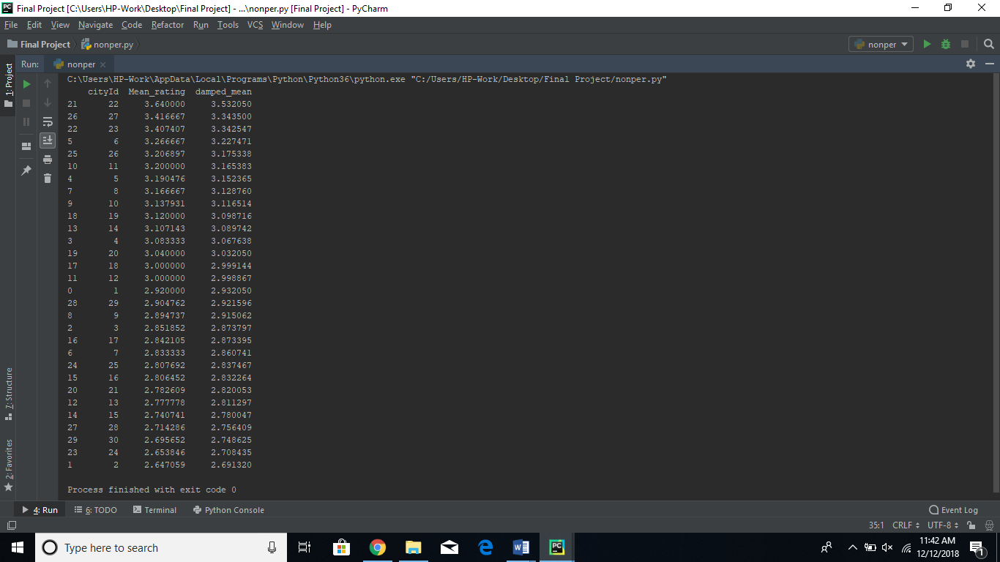 Final Project [C:\Users\HP-Work\Desktop\Final Project] - ...\nonper.py [Final Project] - PyCharm
File Edit View Navigate Code Refactor Run Tools VCS Window Help
Final Project nonper.py nonper
Run: nonper
1: Project
C:\Users\HP-Work\AppData\Local\Programs\Python\Python36\python.exe "C:/Users/HP-Work/Desktop/Final Project/nonper.py"
cityId Mean_rating damped_mean
21 22 3.640000 3.532050
26 27 3.416667 3.343500
22 23 3.407407 3.342547
5 6 3.266667 3.227471
25 26 3.206897 3.175338
10 11 3.200000 3.165383
4 5 3.190476 3.152365
7 8 3.166667 3.128760
9 10 3.137931 3.116514
18 19 3.120000 3.098716
13 14 3.107143 3.089742
3 4 3.083333 3.067638
19 20 3.040000 3.032050
17 18 3.000000 2.999144
11 12 3.000000 2.998867
0 1 2.920000 2.932050
28 29 2.904762 2.921596
8 9 2.894737 2.915062
2 3 2.851852 2.873797
16 17 2.842105 2.873395
6 7 2.833333 2.860741
24 25 2.807692 2.837467
15 16 2.806452 2.832264
20 21 2.782609 2.820053
12 13 2.777778 2.811297
14 15 2.740741 2.780047
27 28 2.714286 2.756409
29 30 2.695652 2.748625
23 24 2.653846 2.708435
1 2 2.647059 2.691320
Process finished with exit code 0
7: Structure
2: Favorites
4: Run 6: TODO Terminal Python Console Event Log
35:1 CRLF UTF-8
Type here to search
11:42 AM
12/12/2018
1